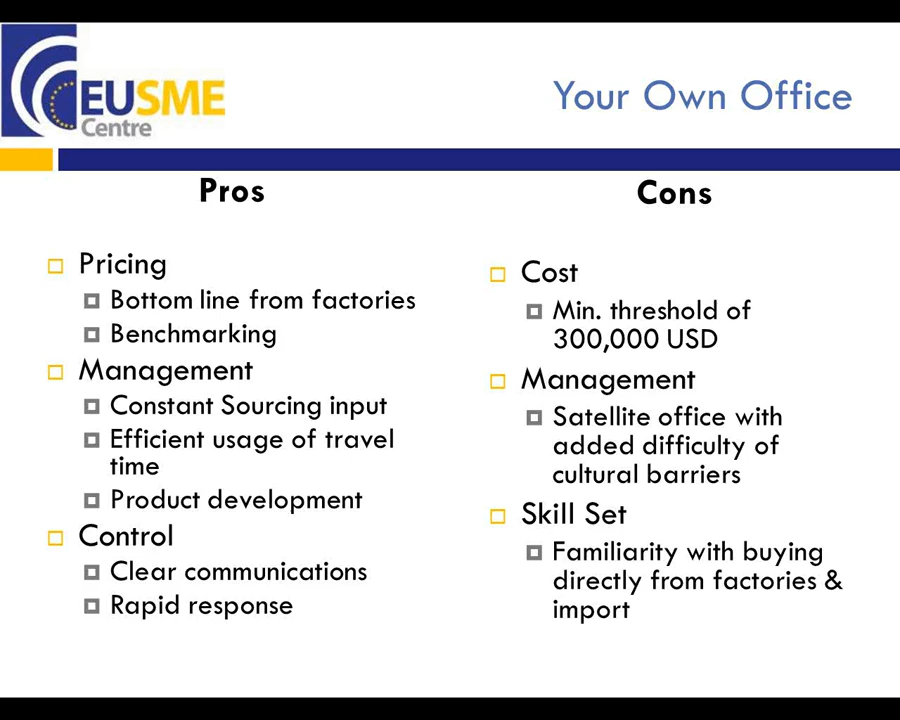 EUSME
Centre
Your Own Office
Pros
Pricing
Bottom line from factories
Benchmarking
Management
Constant Sourcing input
Efficient usage of travel
time
Product development
Control
Clear communications
Rapid response
Cons
Cost
Min. threshold of
300,000 USD
Management
Satellite office with
added difficulty of
cultural barriers
Skill Set
Familiarity with buying
directly from factories &
import